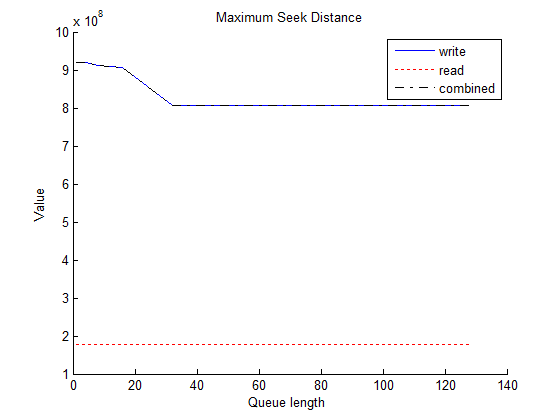 Maximum Seek Distance
x 10^8
10
9
8
7
6
5
4
3
2
1
Value
0 20 40 60 80 100 120 140
Queue length
write
read
combined